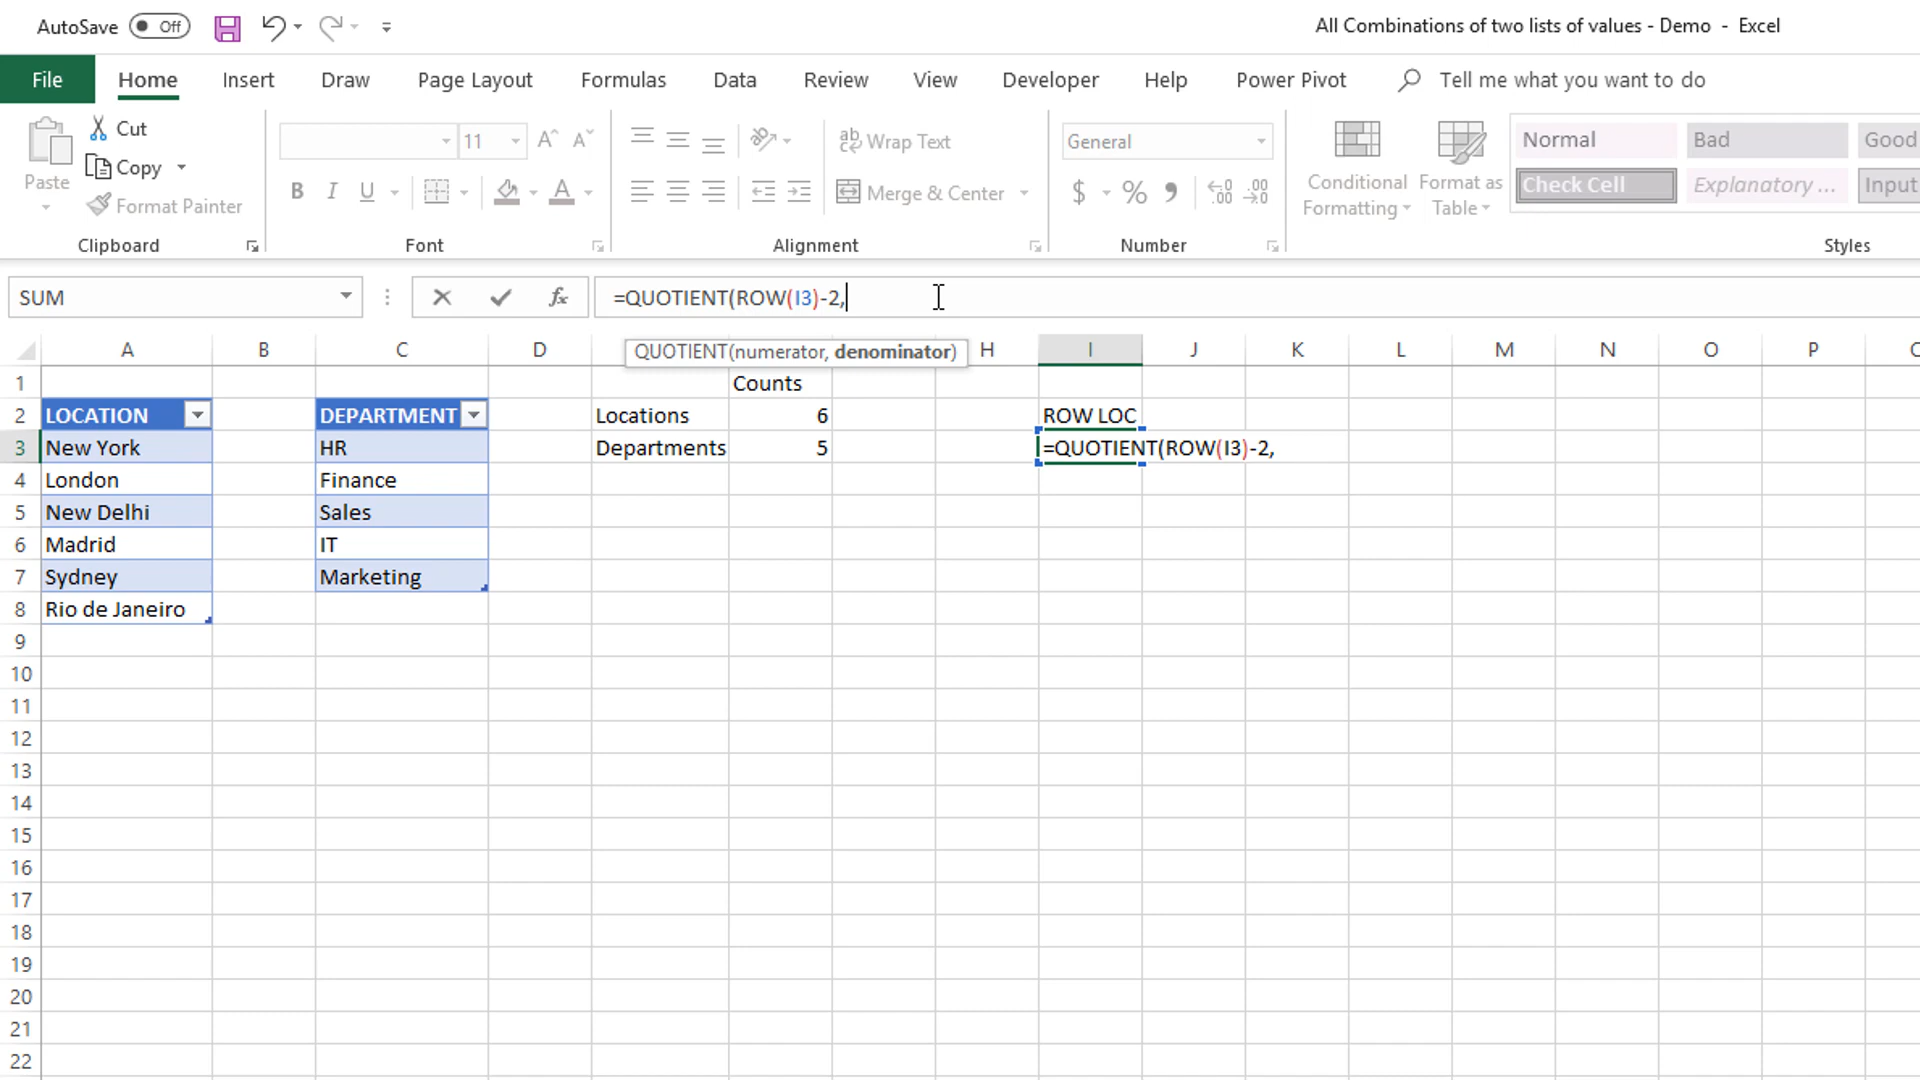 AutoSave Off All Combinations of two lists of values - Demo - Excel
File Home Insert Draw Page Layout Formulas Data Review View Developer Help Power Pivot Tell me what you want to do
Paste
Cut
Copy
Format Painter
Clipboard
11
B I U
Font
Wrap Text
Merge & Center
Alignment
General
$ % 9
Number
Conditional Formatting
Format as Table
Normal Bad Good
Check Cell Explanatory ... Input
Styles
SUM fx =QUOTIENT(ROW(I3)-2,
QUOTIENT(numerator, denominator)
A B C D H I J K L M N O P
1 Counts
2 LOCATION DEPARTMENT Locations 6 ROW LOC
3 New York HR Departments 5 =QUOTIENT(ROW(I3)-2,
4 London Finance
5 New Delhi Sales
6 Madrid IT
7 Sydney Marketing
8 Rio de Janeiro
9
10
11
12
13
14
15
16
17
18
19
20
21
22